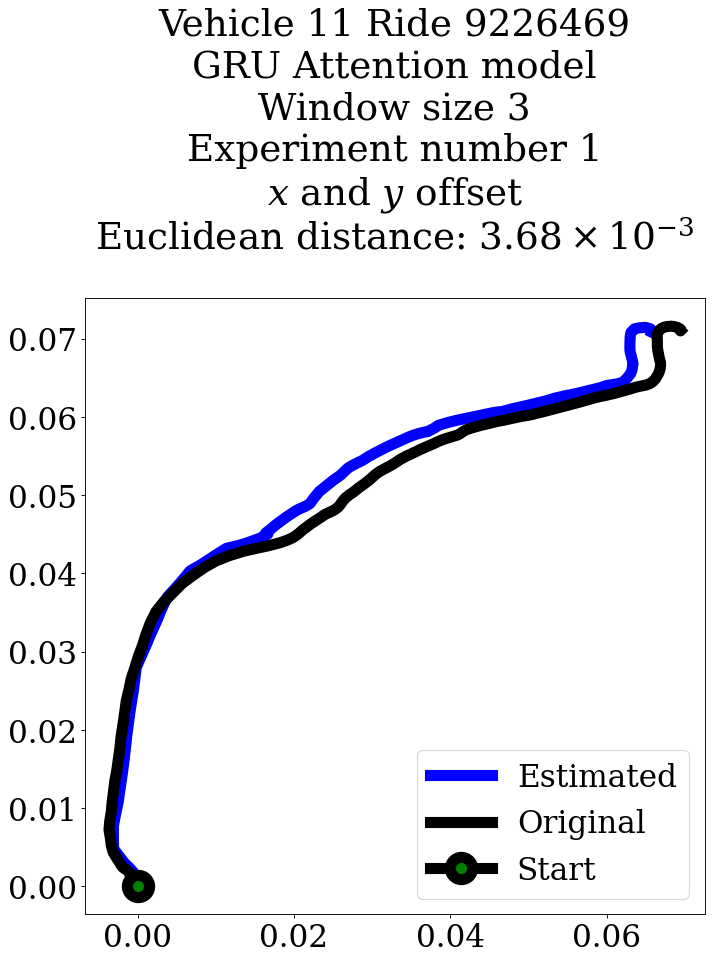 Vehicle 11 Ride 9226469
GRU Attention model
Window size 3
Experiment number 1
x and y offset
Euclidean distance: 3.68 × 10⁻³
0.07
0.06
0.05
0.04
0.03
0.02
0.01
0.00
Estimated
Original
Start
0.00 0.02 0.04 0.06